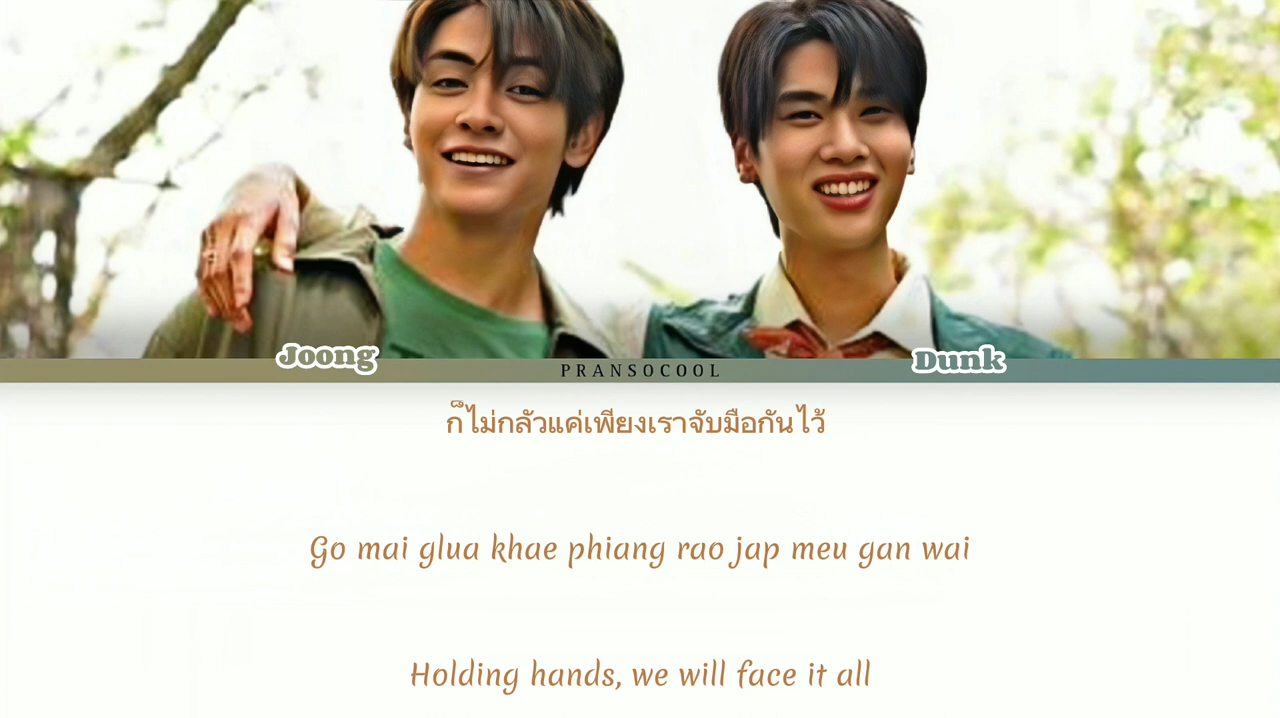 Joong
PRANSOCOOL
Dunk
ก็ไม่กลัวแค่เพียงเราจับมือกันไว้
Go mai glua khae phiang rao jap meu gan wai
Holding hands, we will face it all